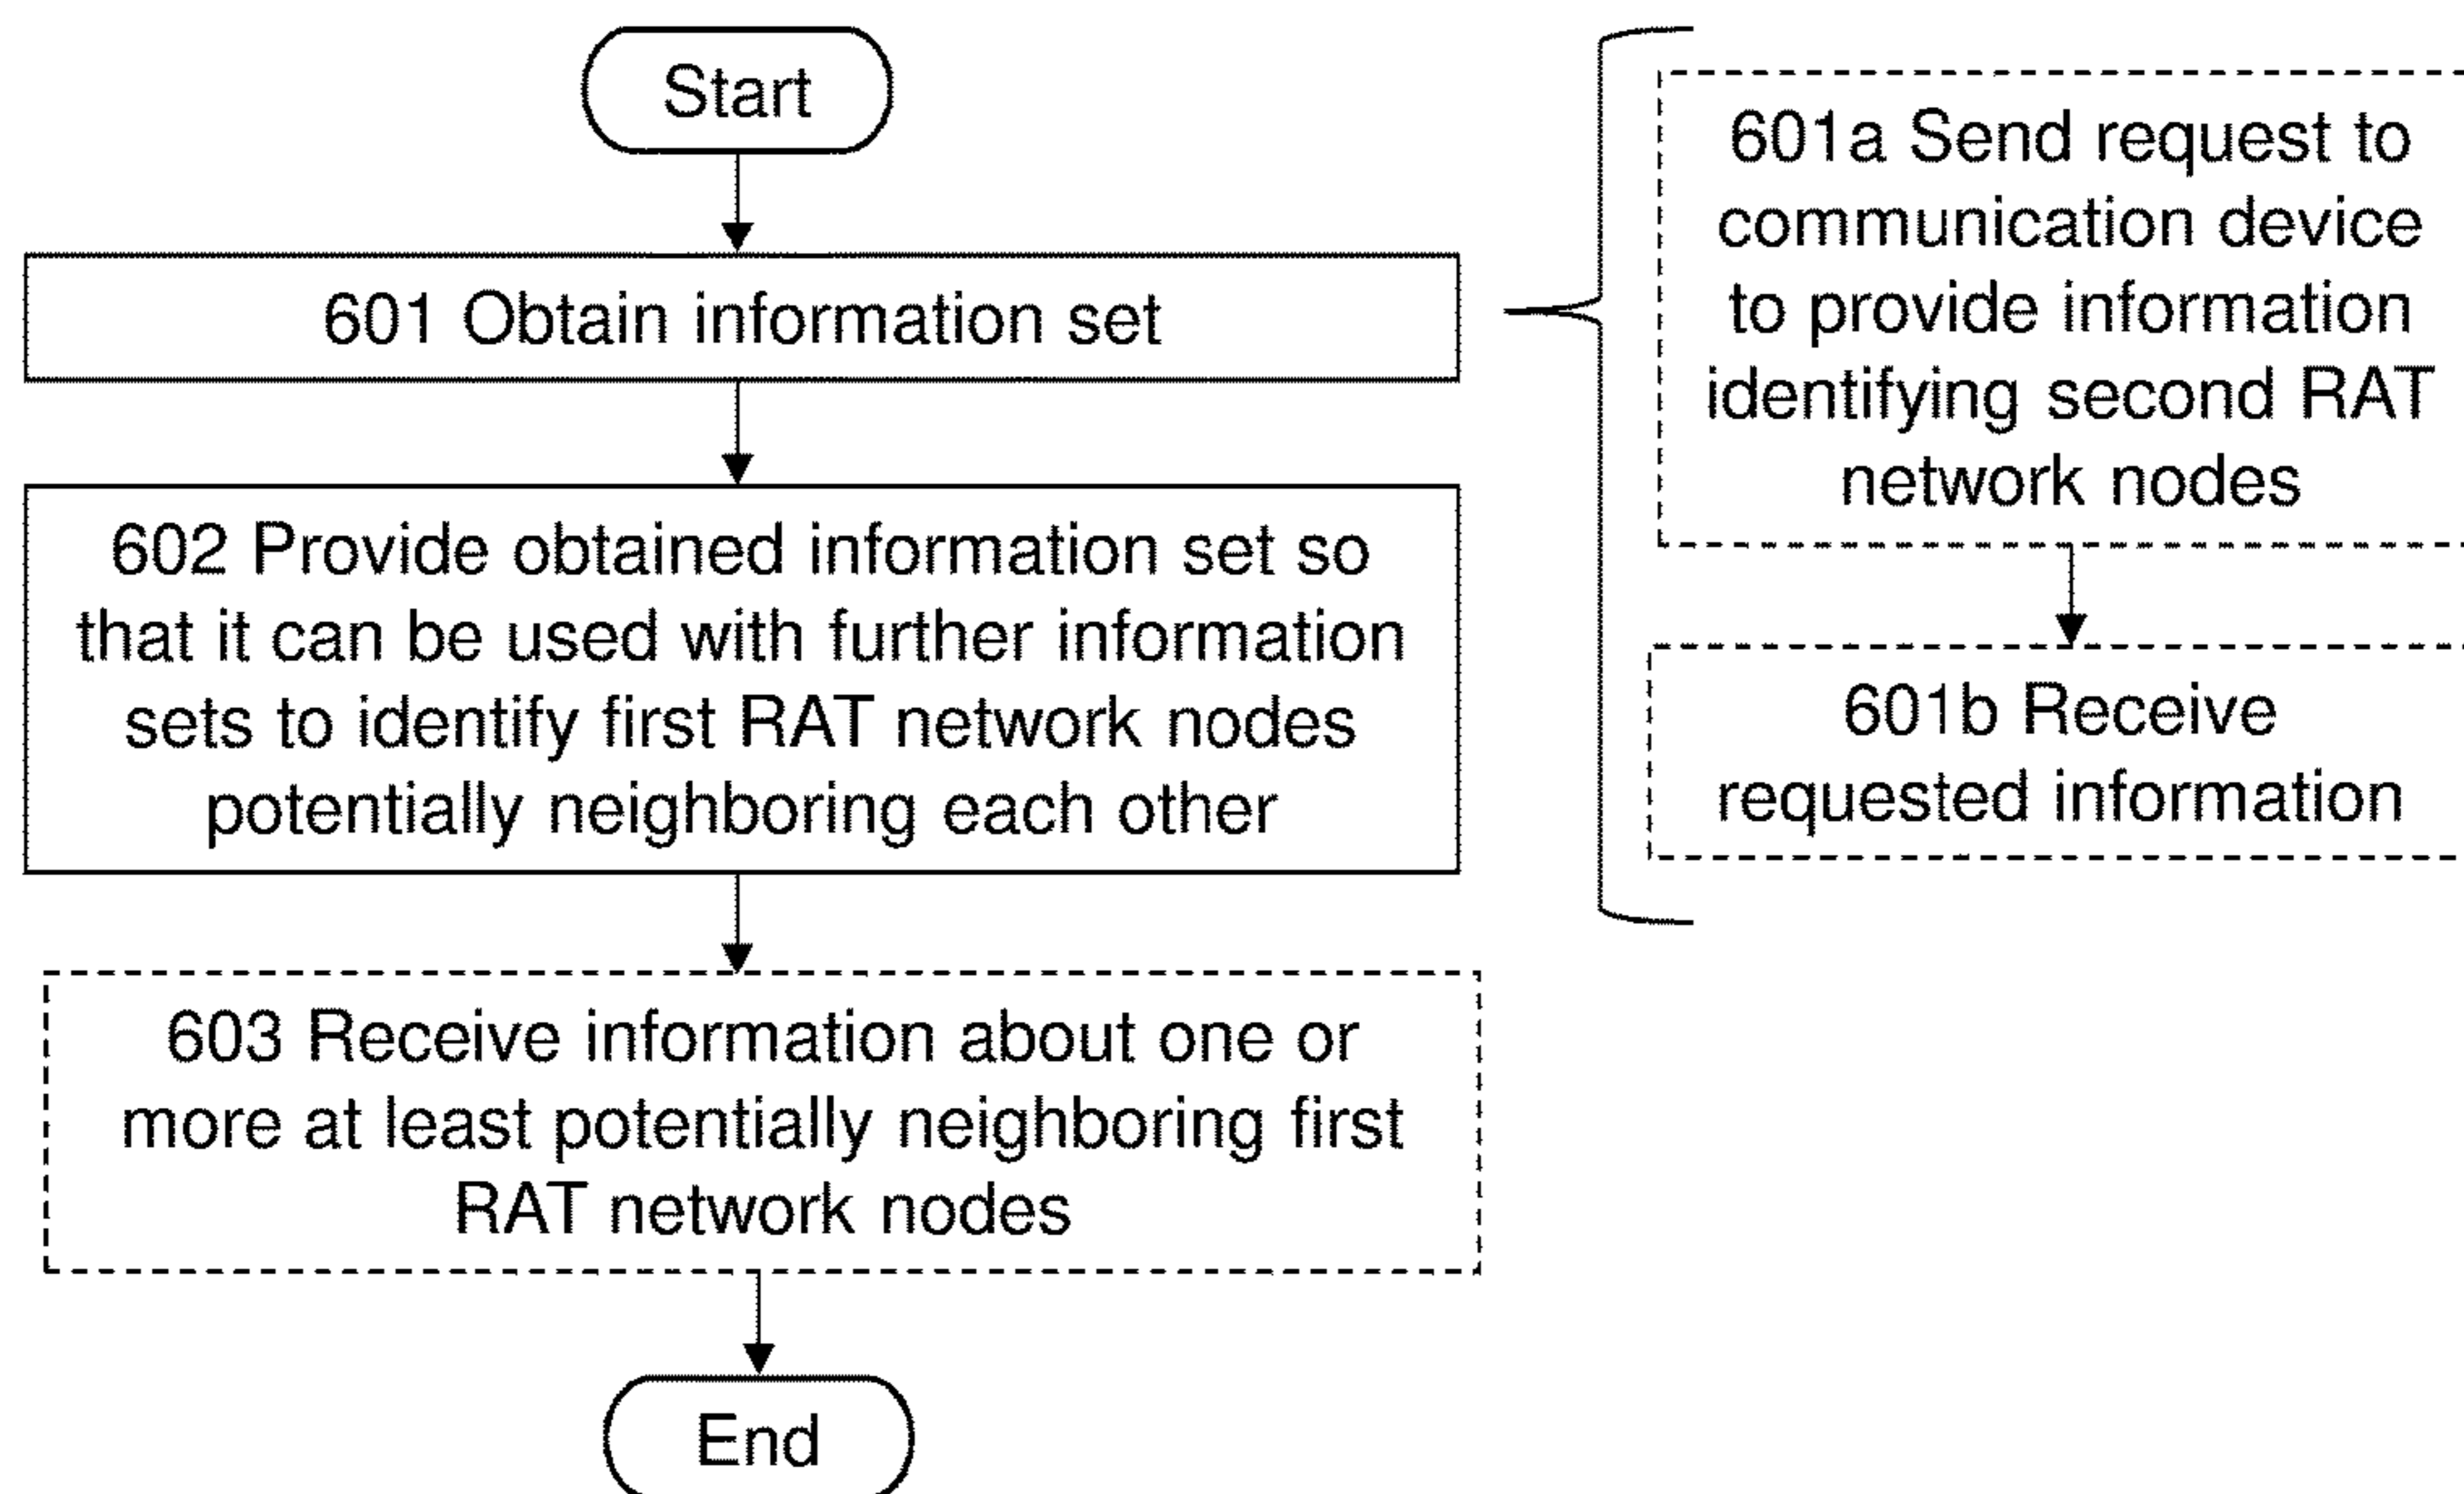 Start
601 Obtain information set
602 Provide obtained information set so
that it can be used with further information
sets to identify first RAT network nodes
potentially neighboring each other
603 Receive information about one or
more at least potentially neighboring first
RAT network nodes
End
601a Send request to
communication device
to provide information
identifying second RAT
network nodes
601b Receive
requested information